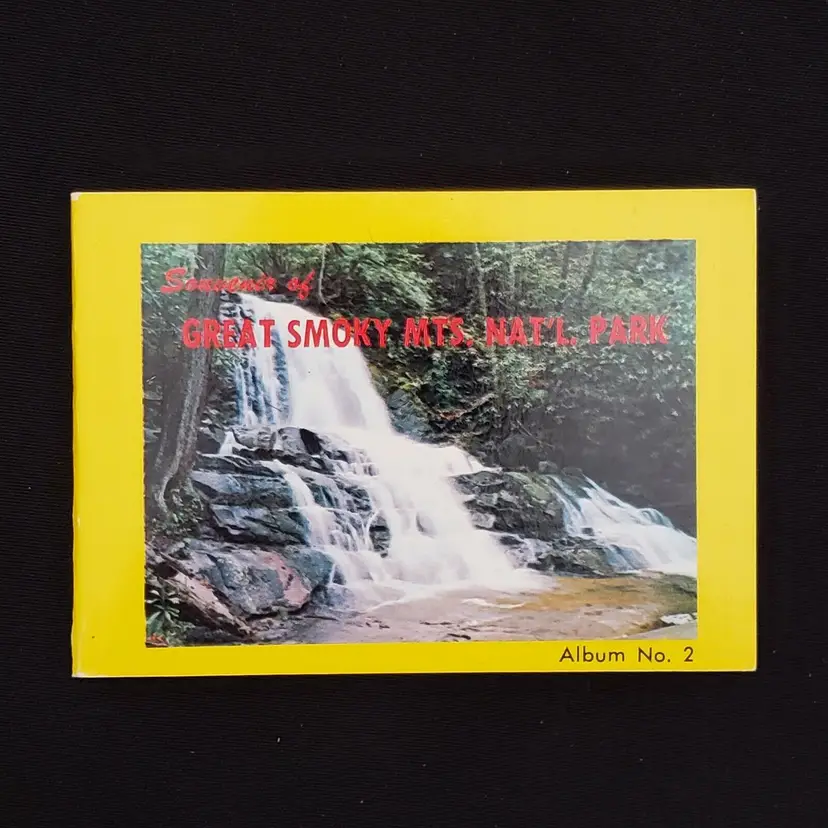 Souvenir of
GREAT SMOKY MTS. NAT'L. PARK
Album No. 2